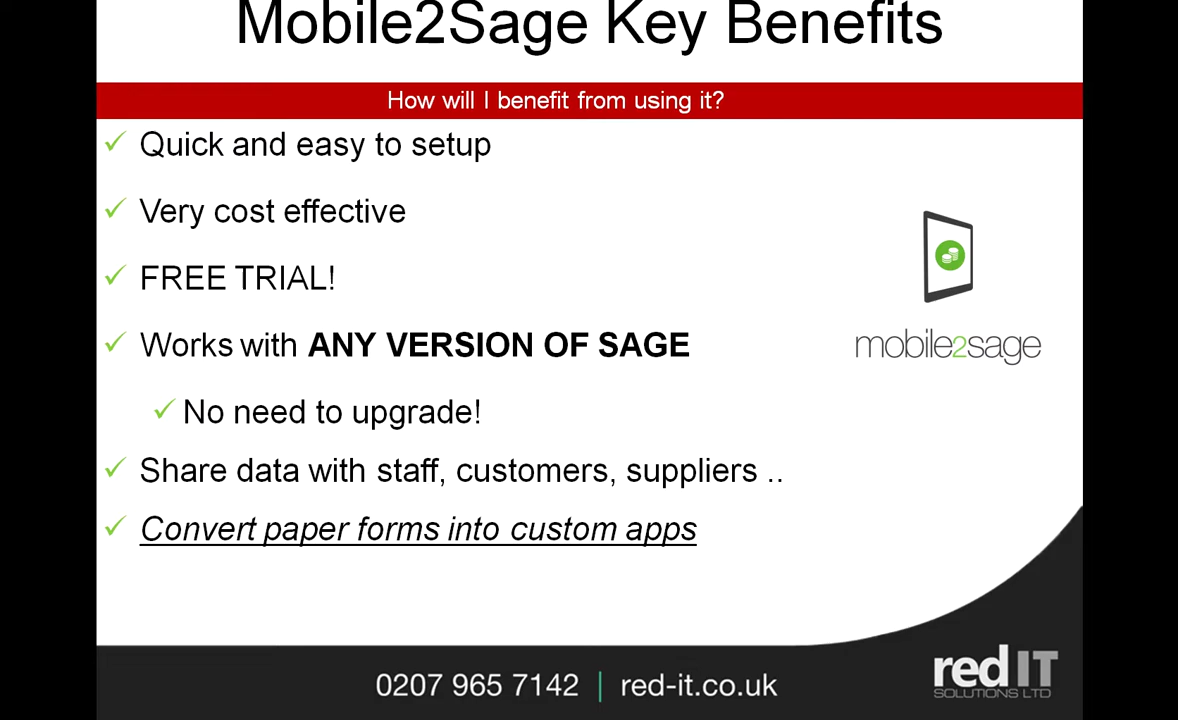 Mobile2Sage Key Benefits
How will I benefit from using it?
Quick and easy to setup
Very cost effective
FREE TRIAL!
Works with ANY VERSION OF SAGE
No need to upgrade!
Share data with staff, customers, suppliers ..
Convert paper forms into custom apps
mobile2sage
0207 965 7142 | red-it.co.uk
red IT
SOLUTIONS LTD